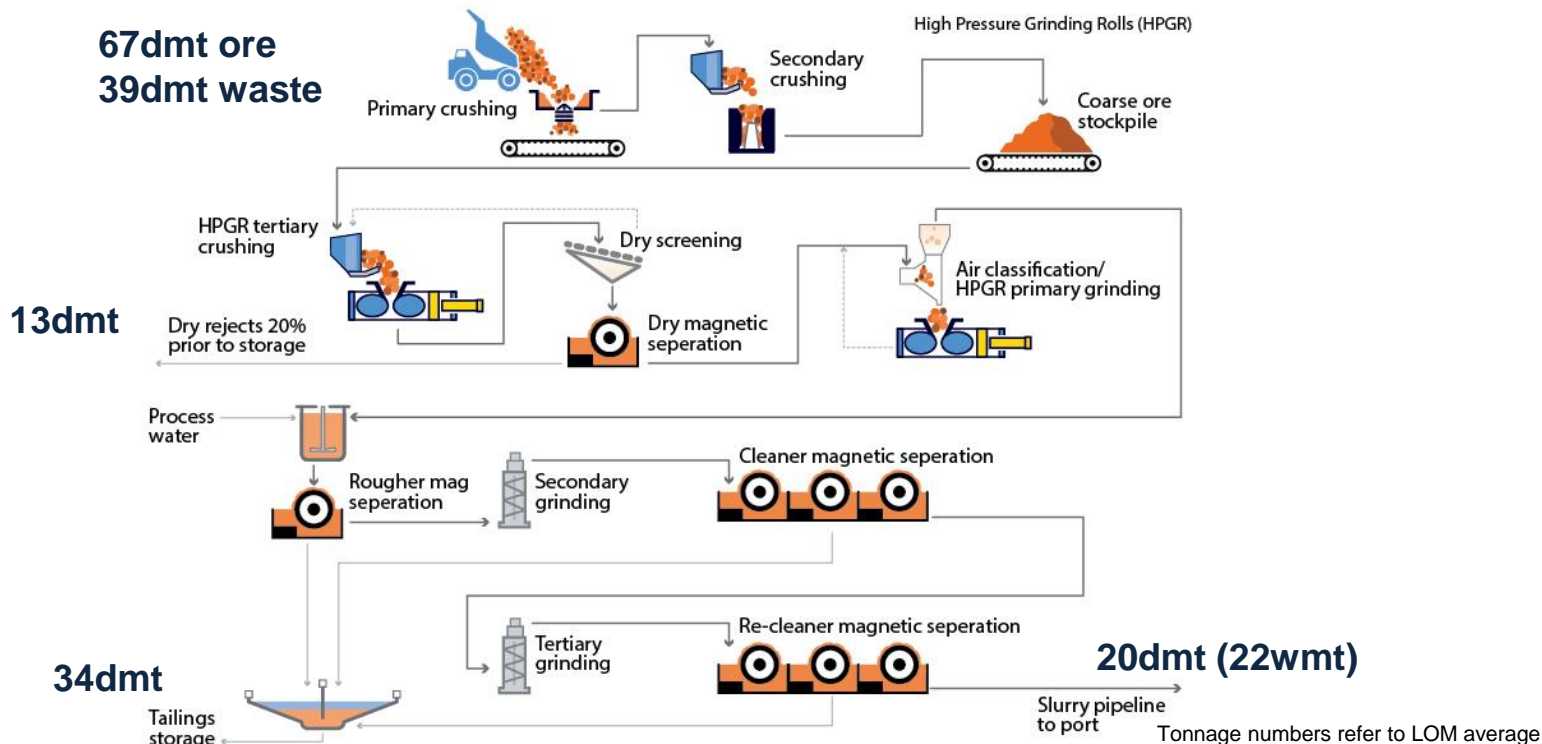 67dmt ore
39dmt waste
High Pressure Grinding Rolls (HPGR)
Primary crushing
Secondary
crushing
Coarse ore
stockpile
HPGR tertiary
crushing
Dry screening
Air classification/
HPGR primary grinding
13dmt
Dry rejects 20%
prior to storage
Dry magnetic
seperation
Process
water
Rougher mag
seperation
Secondary
grinding
Cleaner magnetic seperation
Tertiary
grinding
Re-cleaner magnetic seperation
20dmt (22wmt)
Slurry pipeline
to port
34dmt
Tailings
storage
Tonnage numbers refer to LOM average